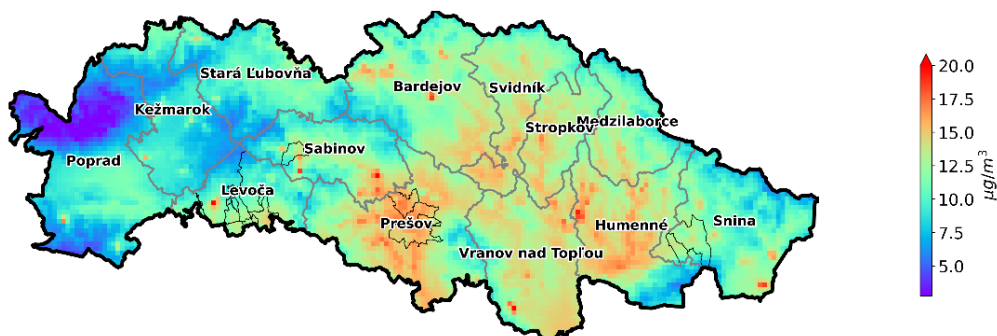 Stará Ľubovňa
Bardejov
Svidník
Kežmarok
Stropkov
Medzilaborce
Poprad
Sabinov
Levoča
Prešov
Humenné
Snina
Vranov nad Topľou
20.0
17.5
15.0
12.5
10.0
7.5
5.0
µg/m³